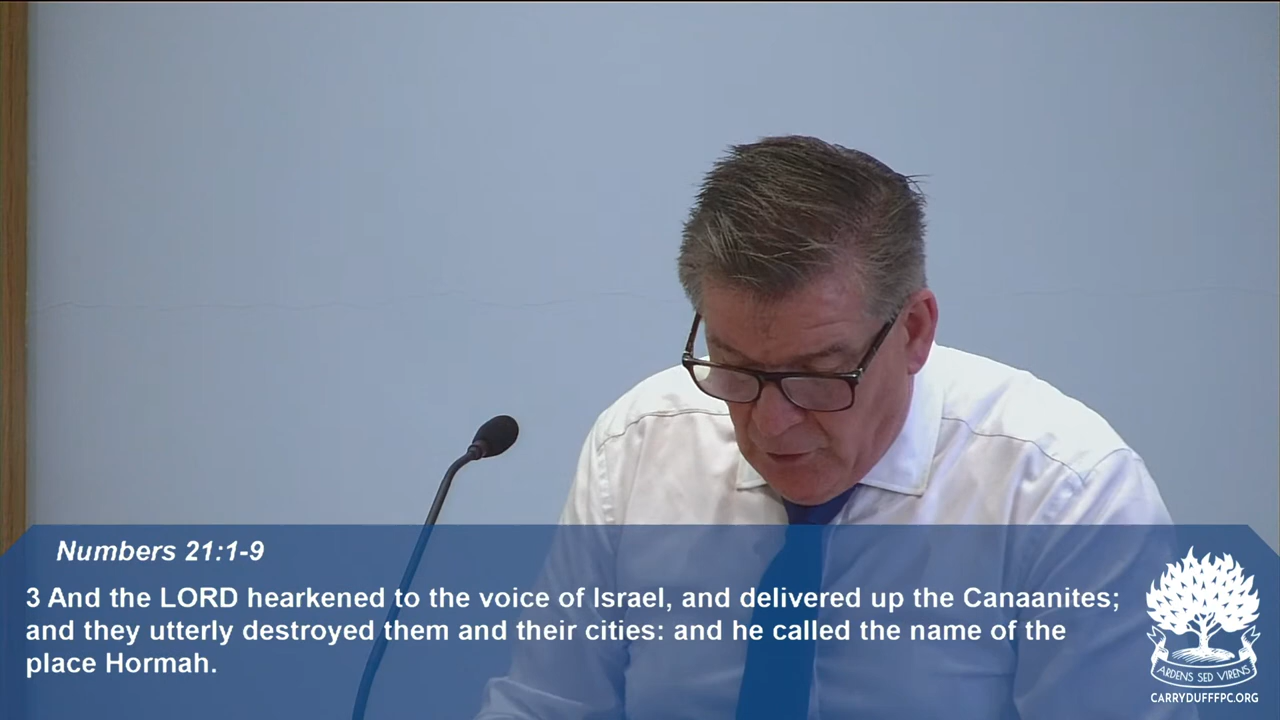 Numbers 21:1-9
3 And the LORD hearkened to the voice of Israel, and delivered up the Canaanites;
and they utterly destroyed them and their cities: and he called the name of the
place Hormah.
ARDENS SED VIRENS
CARRYDUFFFPC.ORG